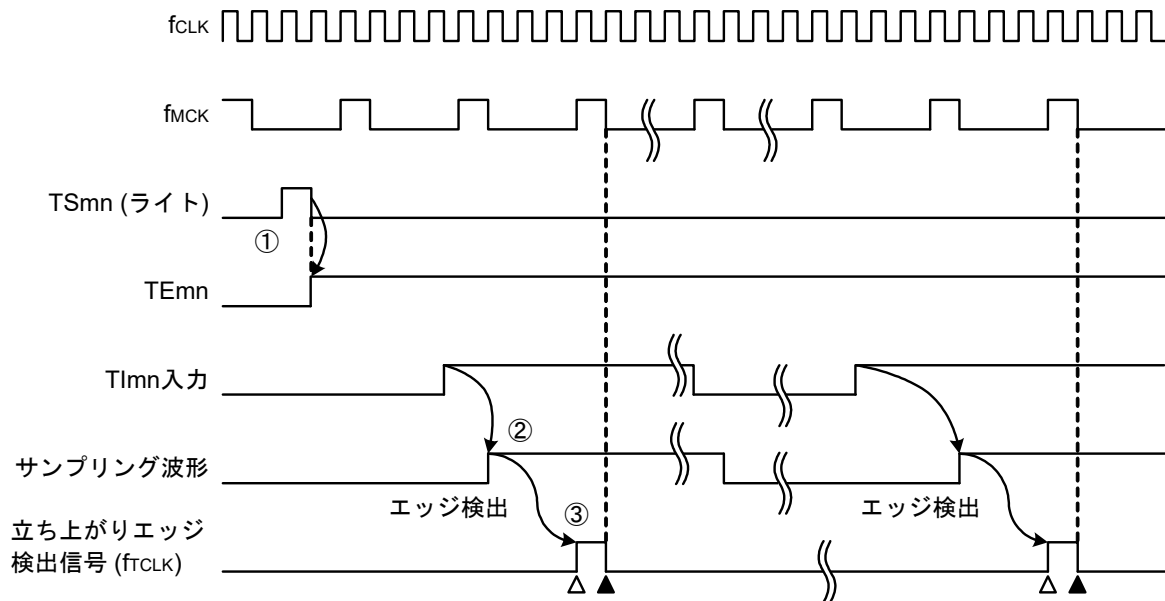 fCLK
fMCK
TSmn (ライト)
①
TEmn
TImn入力
②
サンプリング波形
エッジ検出
エッジ検出
③
立ち上がりエッジ
検出信号 (fTCLK)